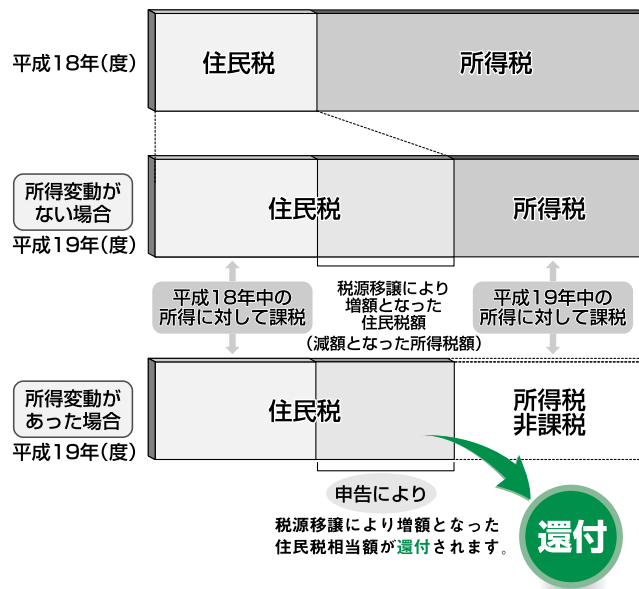 平成18年(度)
住民税
所得税
所得変動が
ない場合
平成19年(度)
住民税
所得税
平成18年中の
所得に対して課税
税源移譲により
増額となった
住民税額
(減額となった所得税額)
平成19年中の
所得に対して課税
所得変動が
あった場合
平成19年(度)
住民税
所得税
非課税
申告により
税源移譲により増額となった
住民税相当額が還付されます。
還付